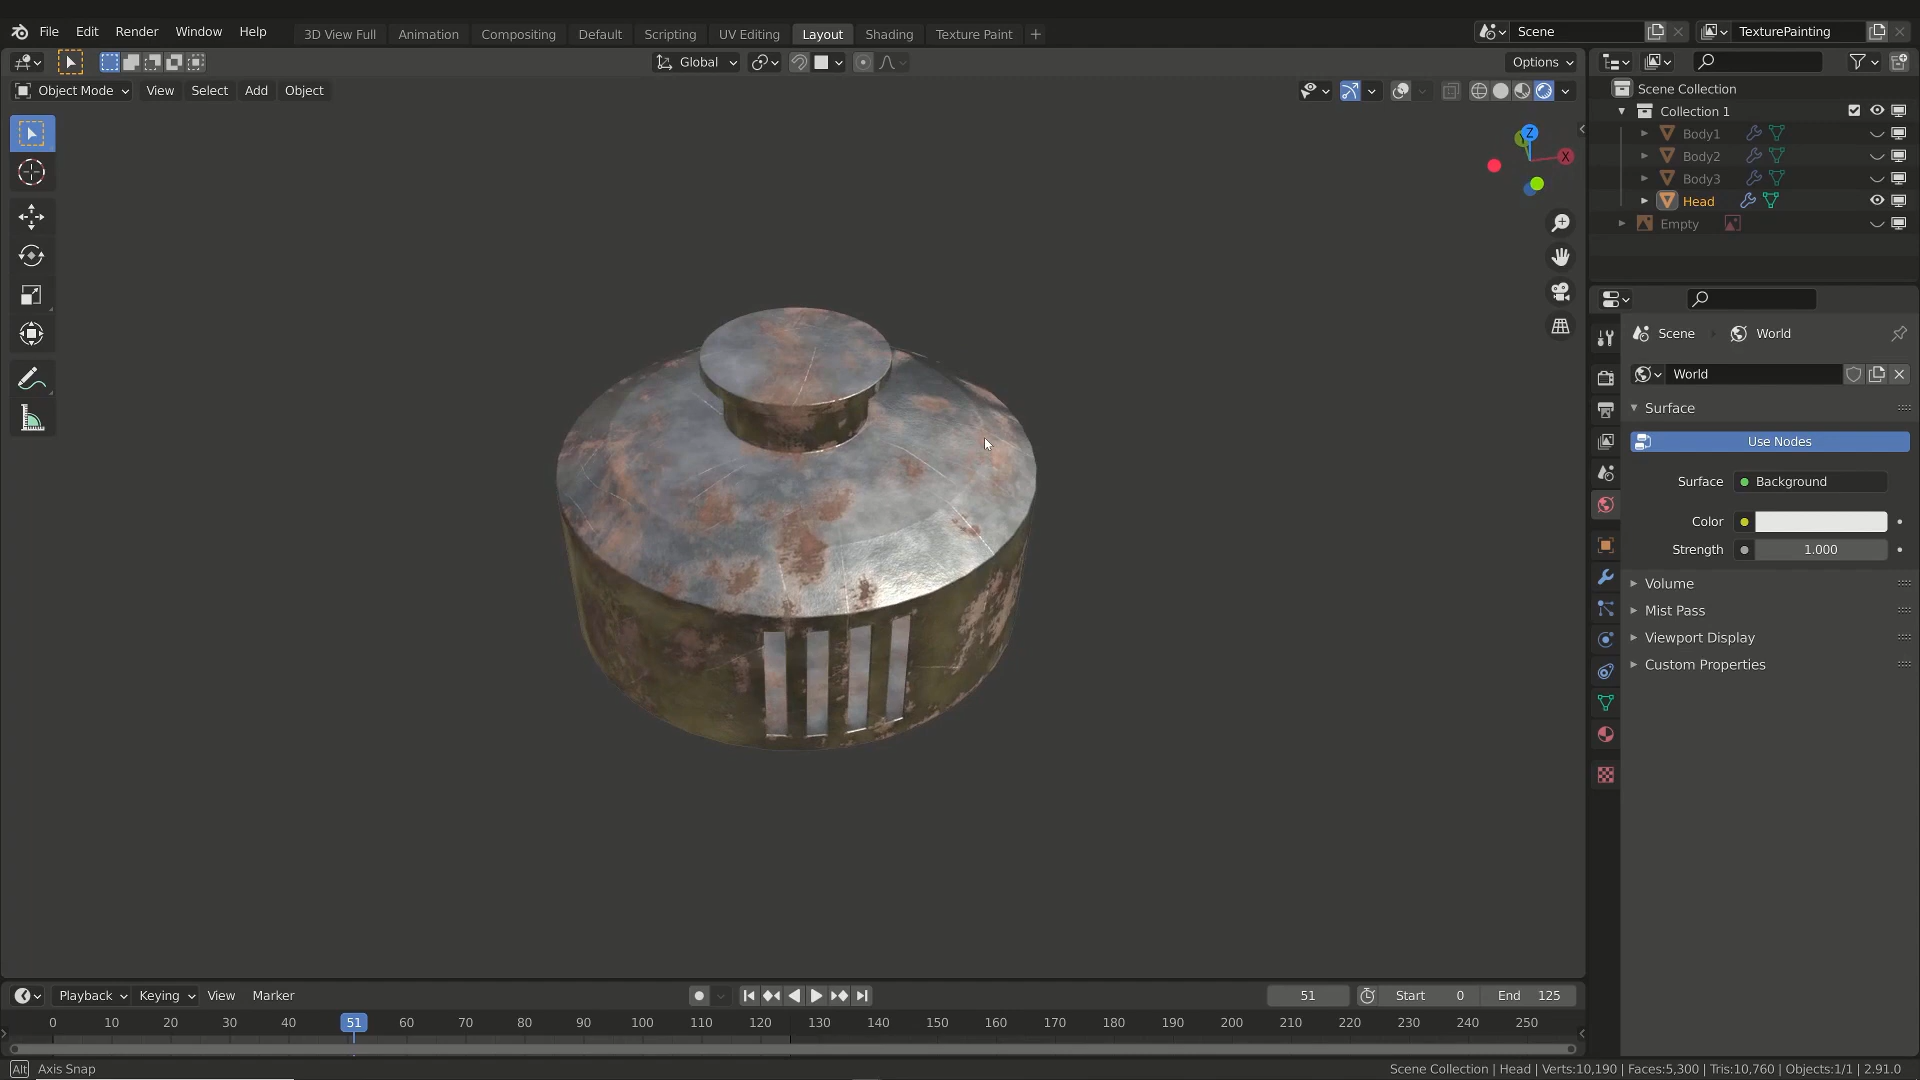 File Edit Render Window Help 3D View Full Animation Compositing Default Scripting UV Editing Layout Shading Texture Paint + Scene TexturePainting
Global Options
Object Mode View Select Add Object
Z
X
Scene Collection
Collection 1
Body1
Body2
Body3
Head
Empty
Scene World
World
Surface
Use Nodes
Surface Background
Color
Strength 1.000
Volume
Mist Pass
Viewport Display
Custom Properties
Playback Keying View Marker 51 Start 0 End 125
0 10 20 30 40 51 60 70 80 90 100 110 120 130 140 150 160 170 180 190 200 210 220 230 240 250
Alt Axis Snap Scene Collection | Head | Verts:10,190 | Faces:5,300 | Tris:10,760 | Objects:1/1 | 2.91.0